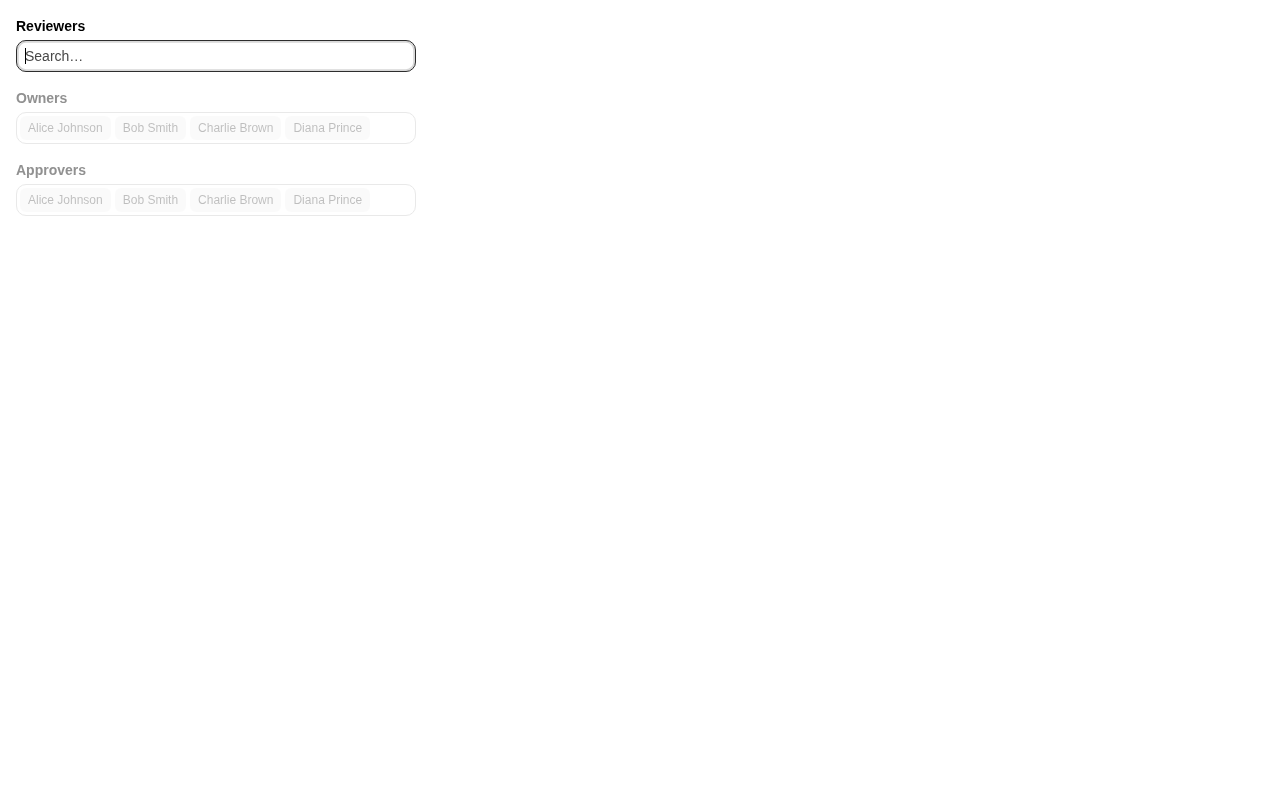 Reviewers
Search…
Owners
Alice Johnson Bob Smith Charlie Brown Diana Prince
Approvers
Alice Johnson Bob Smith Charlie Brown Diana Prince